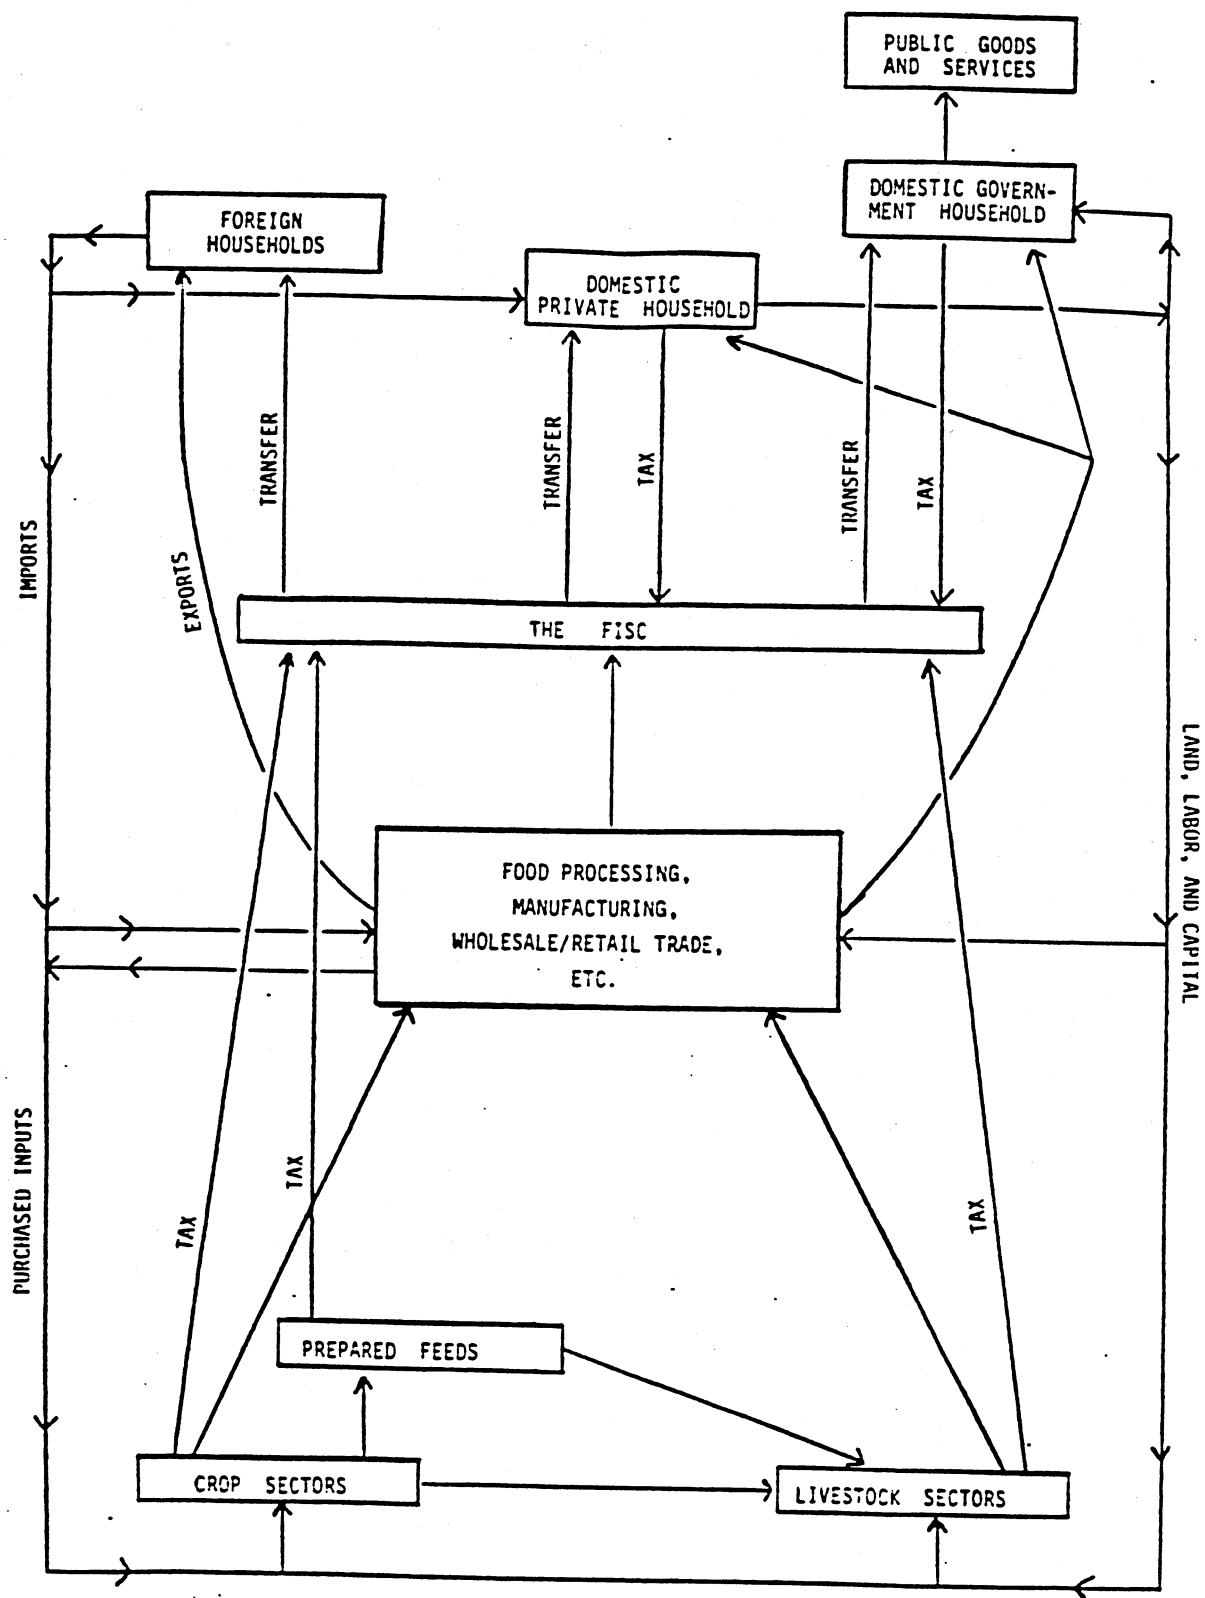 PUBLIC GOODS
AND SERVICES
DOMESTIC GOVERN-
MENT HOUSEHOLD
FOREIGN
HOUSEHOLDS
DOMESTIC
PRIVATE HOUSEHOLD
TRANSFER
TRANSFER
TAX
TRANSFER
TAX
IMPORTS
EXPORTS
THE FISC
LAND, LABOR, AND CAPITAL
FOOD PROCESSING,
MANUFACTURING,
WHOLESALE/RETAIL TRADE,
ETC.
PURCHASED INPUTS
TAX
TAX
TAX
PREPARED FEEDS
CROP SECTORS
LIVESTOCK SECTORS